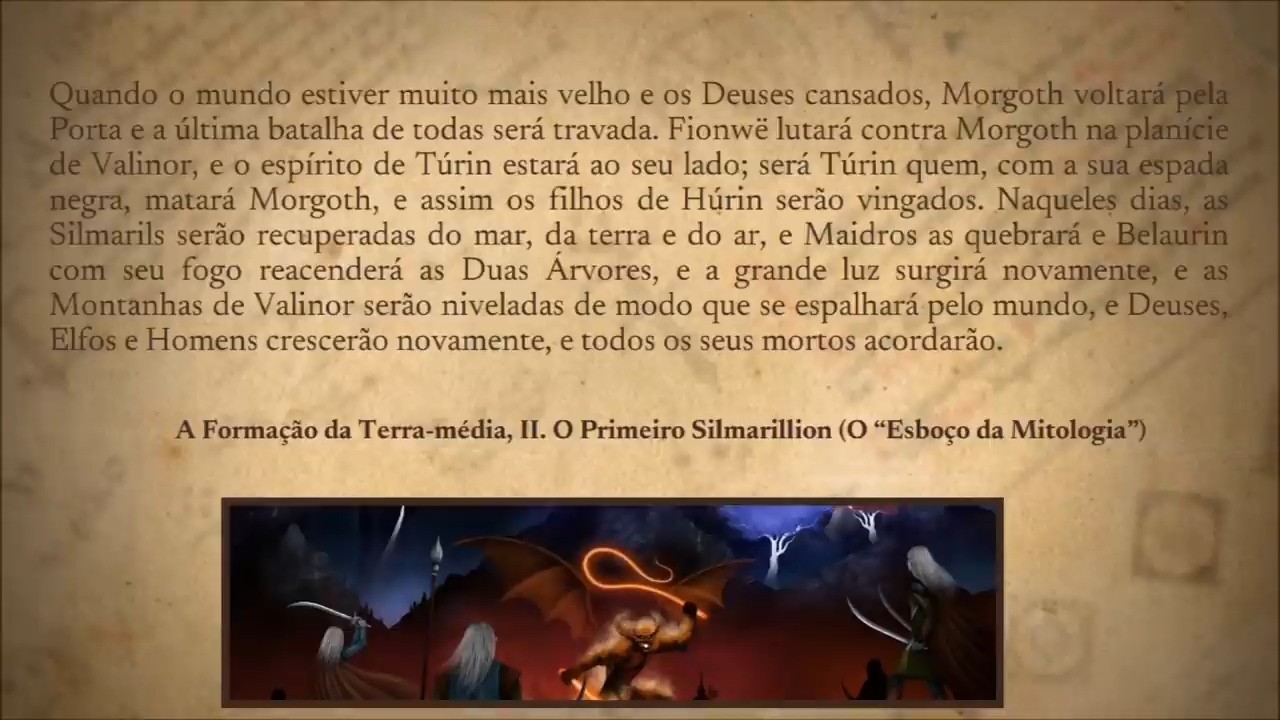 Quando o mundo estiver muito mais velho e os Deuses cansados, Morgoth voltará pela
Porta e a última batalha de todas será travada. Fionwë lutará contra Morgoth na planície
de Valinor, e o espírito de Túrin estará ao seu lado; será Túrin quem, com a sua espada
negra, matará Morgoth, e assim os filhos de Húrin serão vingados. Naqueles dias, as
Silmarils serão recuperadas do mar, da terra e do ar, e Maidros as quebrará e Belaurin
com seu fogo reacenderá as Duas Árvores, e a grande luz surgirá novamente, e as
Montanhas de Valinor serão niveladas de modo que se espalhará pelo mundo, e Deuses,
Elfos e Homens crescerão novamente, e todos os seus mortos acordarão.
A Formação da Terra-média, II. O Primeiro Silmarillion (O “Esboço da Mitologia”)